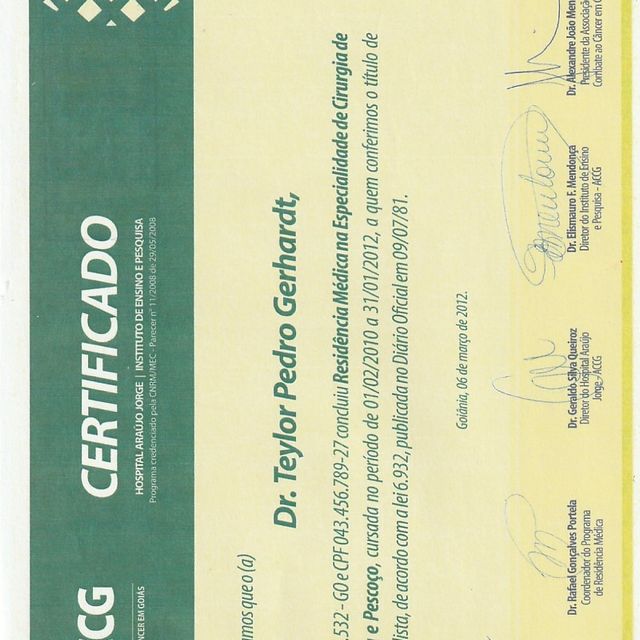 CG
NCER EM GOIÁS
CERTIFICADO
HOSPITAL ARAÚJO JORGE | INSTITUTO DE ENSINO E PESQUISA
Programa credenciado pela CNRM/MEC - Parecer nº 11/2008 de 29/05/2008
mos que o (a)
Dr. Teylor Pedro Gerhardt,
.532 - GO e CPF 043.456.789-27 concluiu Residência Médica na Especialidade de Cirurgia de
e Pescoço, cursada no período de 01/02/2010 a 31/01/2012, a quem conferimos o título de
lista, de acordo com a lei 6.932, publicada no Diário Oficial em 09/07/81.
Goiânia, 06 de março de 2012.
Dr. Rafael Gonçalves Portela
Coordenador do Programa
de Residência Médica
Dr. Geraldo Silva Queiroz
Diretor do Hospital Araújo
Jorge - ACCG
Dr. Elismauro F. Mendonça
Diretor do Instituto de Ensino
e Pesquisa - ACCG
Dr. Alexandre João Men
Presidente da Associação
Combate ao Câncer em G